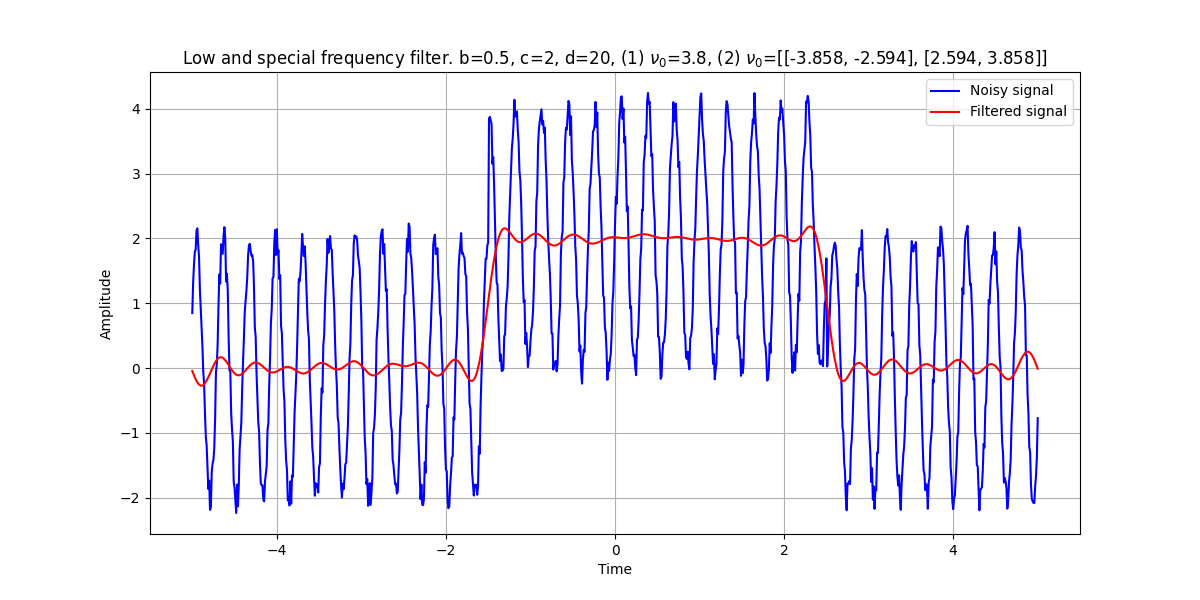 Low and special frequency filter. b=0.5, c=2, d=20, (1) ν₀=3.8, (2) ν₀=[[-3.858, -2.594], [2.594, 3.858]]
Noisy signal
Filtered signal
Amplitude
4
3
2
1
0
−1
−2
−4
−2
0
2
4
Time